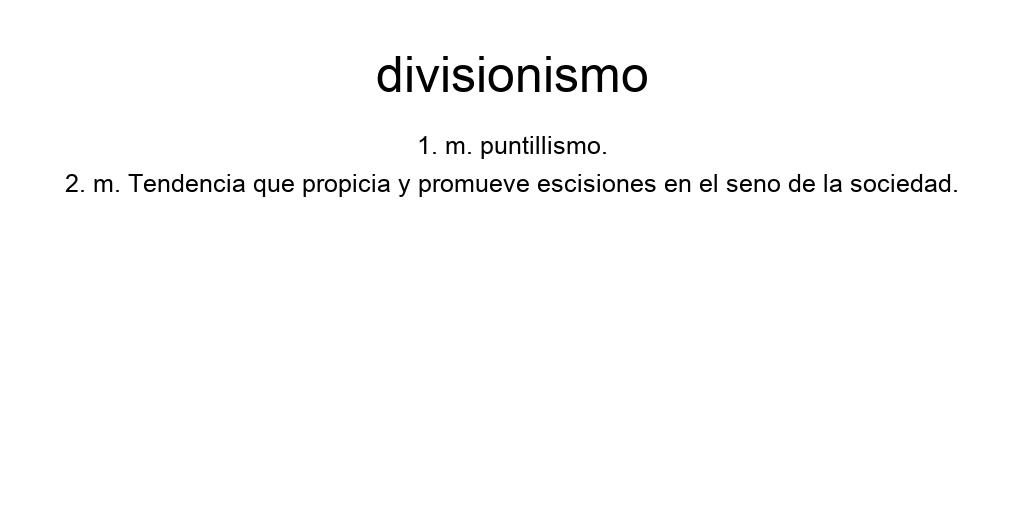 divisionismo
1. m. puntillismo.
2. m. Tendencia que propicia y promueve escisiones en el seno de la sociedad.